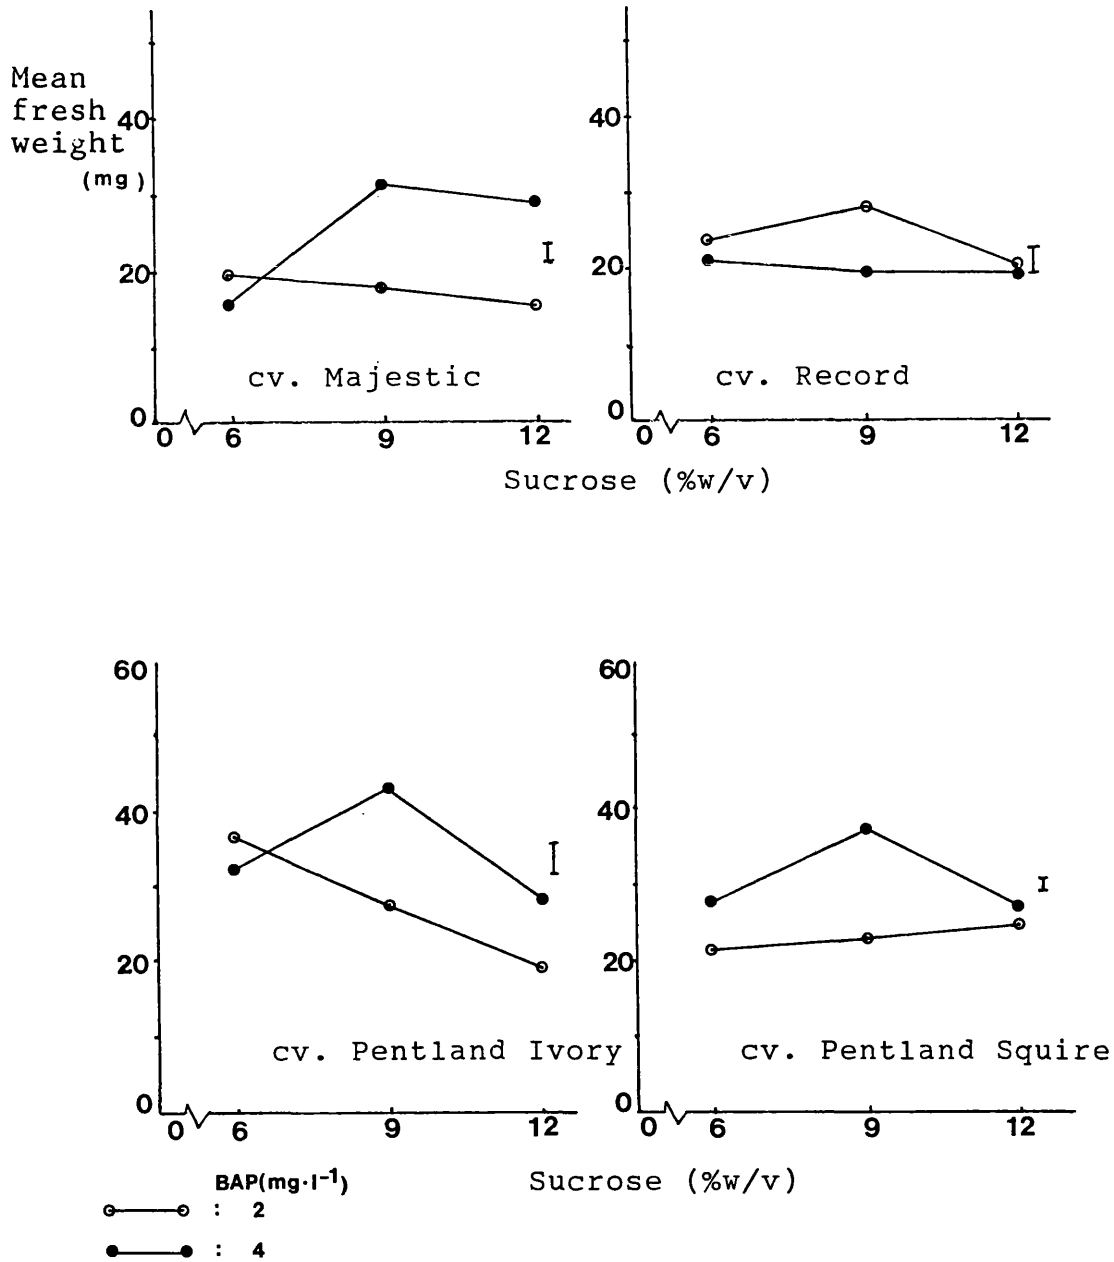 Mean
fresh
weight
(mg)
40
20
0
0 6 9 12
cv. Majestic
40
20
0
0 6 9 12
cv. Record
Sucrose (%w/v)
60
40
20
0
0 6 9 12
cv. Pentland Ivory
60
40
20
0
0 6 9 12
cv. Pentland Squire
Sucrose (%w/v)
BAP(mg·l⁻¹)
: 2
: 4